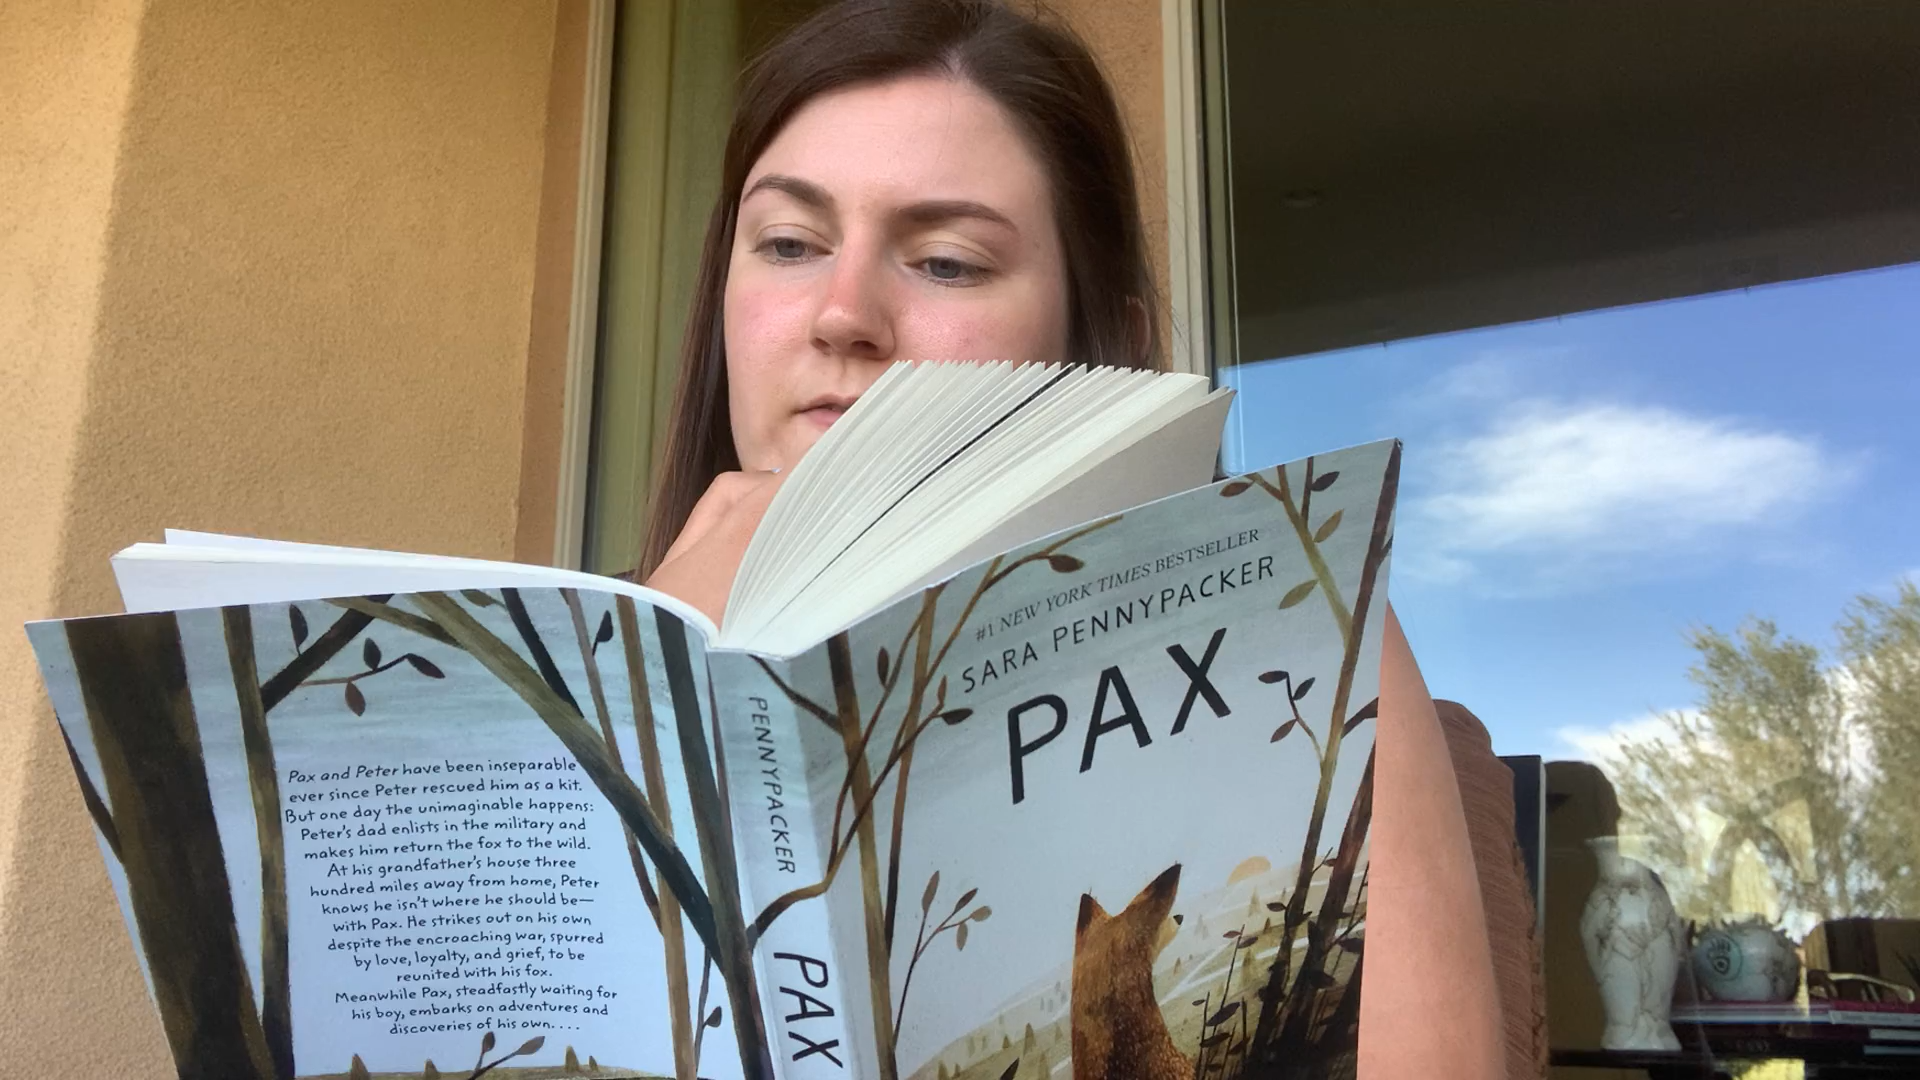 #1 NEW YORK TIMES BESTSELLER
SARA PENNYPACKER
PAX
PENNYPACKER
PAX
Pax and Peter have been inseparable
ever since Peter rescued him as a kit.
But one day the unimaginable happens:
Peter's dad enlists in the military and
makes him return the fox to the wild.
At his grandfather's house three
hundred miles away from home, Peter
knows he isn't where he should be—
with Pax. He strikes out on his own
despite the encroaching war, spurred
by love, loyalty, and grief, to be
reunited with his fox.
Meanwhile Pax, steadfastly waiting for
his boy, embarks on adventures and
discoveries of his own....